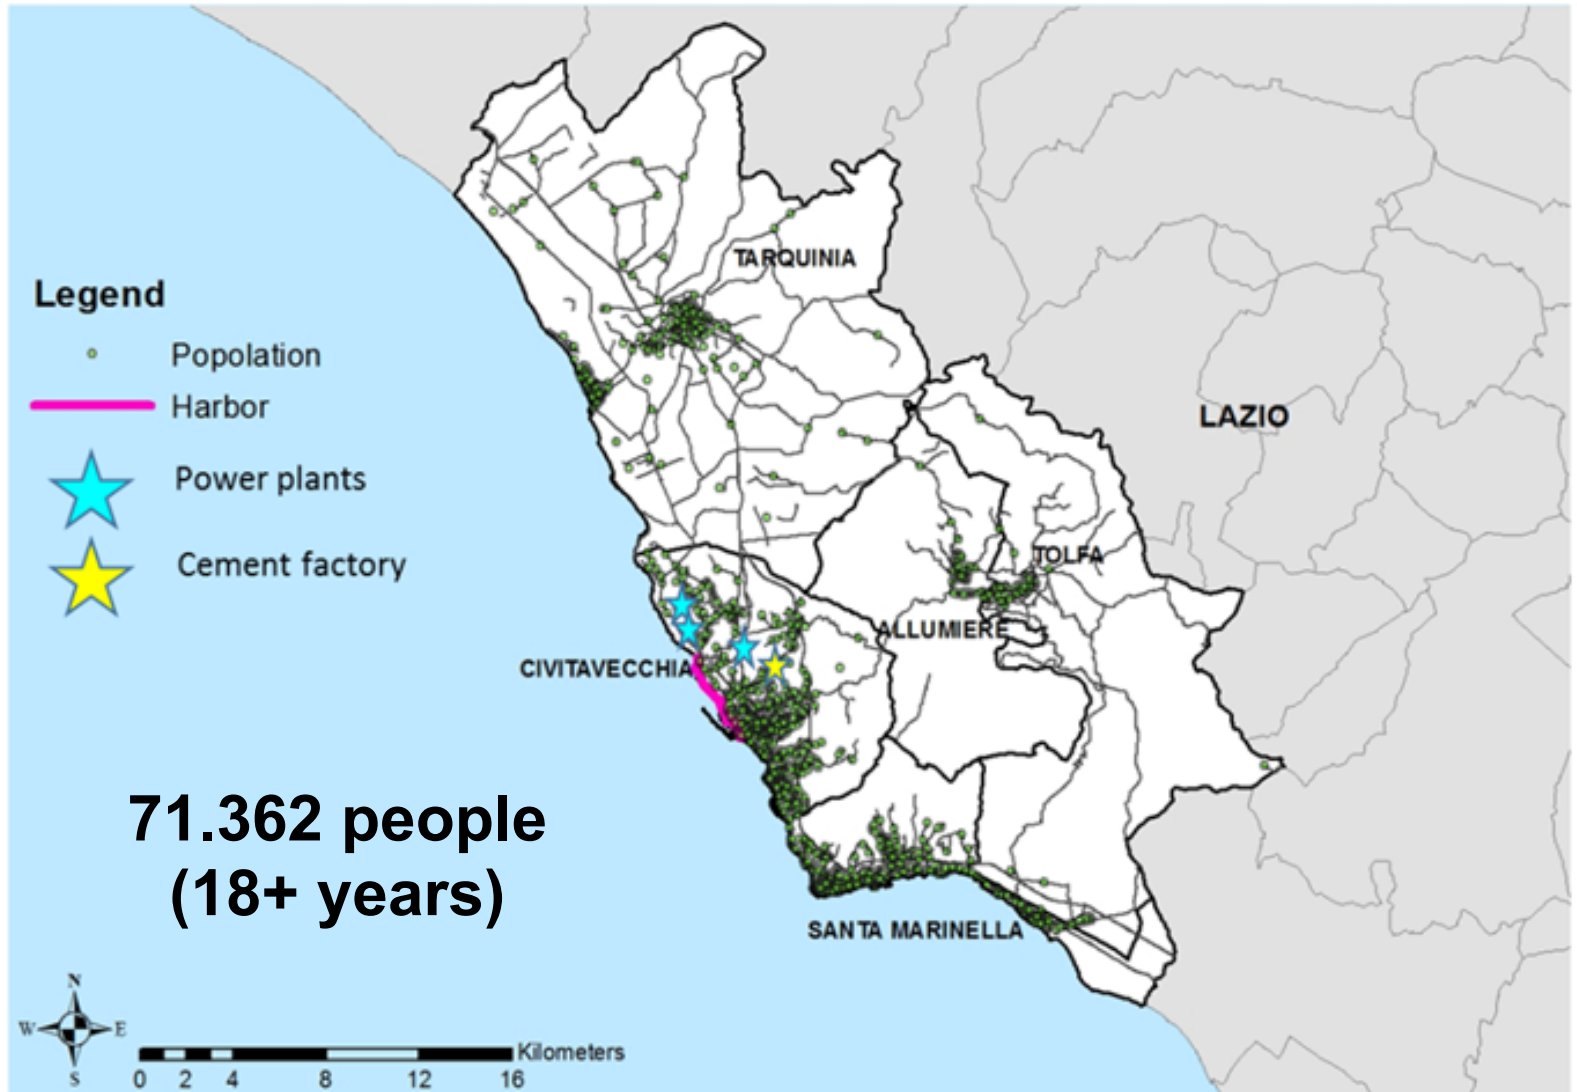 TARQUINIA
Legend
Popolation
Harbor
Power plants
Cement factory
LAZIO
TOLFA
ALLUMIERE
CIVITAVECCHIA
71.362 people
(18+ years)
SANTA MARINELLA
N
W E
S
Kilometers
0 2 4 8 12 16